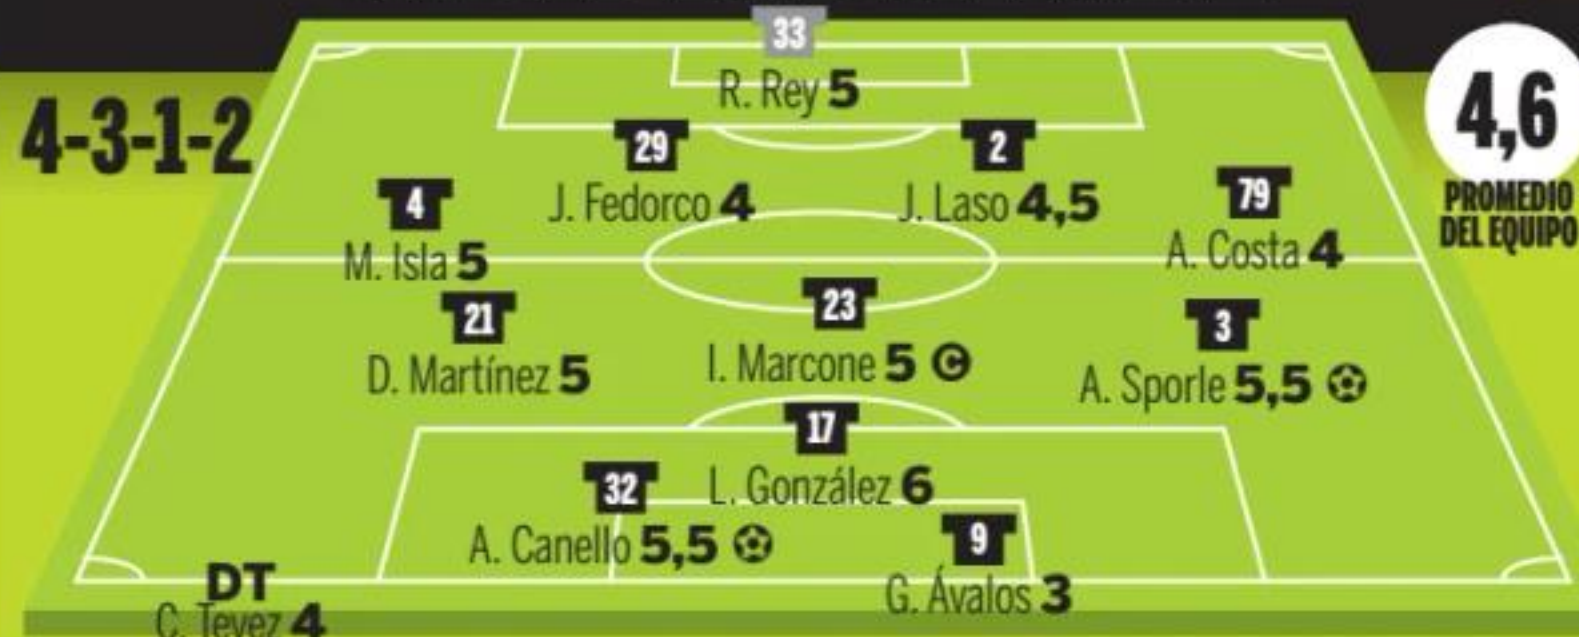 33
R. Rey 5
4-3-1-2
4,6
PROMEDIO
DEL EQUIPO
29
J. Fedorco 4
2
J. Laso 4,5
4
M. Isla 5
79
A. Costa 4
21
D. Martínez 5
23
I. Marcone 5 C
3
A. Sporle 5,5
17
L. González 6
32
A. Canello 5,5
9
G. Ávalos 3
DT
C. Tevez 4